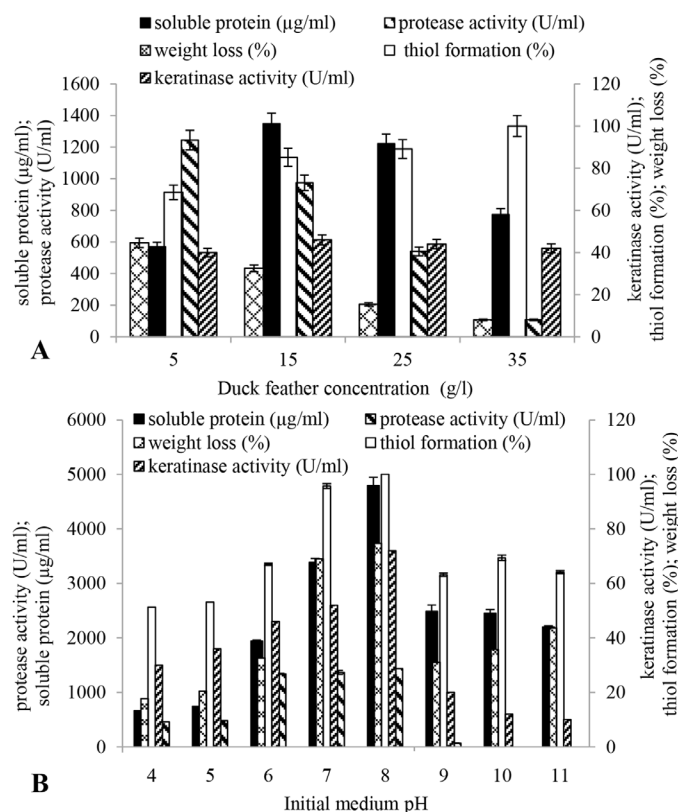 soluble protein (µg/ml)
protease activity (U/ml)
weight loss (%)
thiol formation (%)
keratinase activity (U/ml)
soluble protein (µg/ml);
protease activity (U/ml)
1600
1400
1200
1000
800
600
400
200
0
120
100
80
60
40
20
0
keratinase activity (U/ml);
thiol formation (%); weight loss (%)
5 15 25 35
A
Duck feather concentration (g/l)
soluble protein (µg/ml)
protease activity (U/ml)
weight loss (%)
thiol formation (%)
keratinase activity (U/ml)
protease activity (U/ml);
soluble protein (µg/ml)
6000
5000
4000
3000
2000
1000
0
120
100
80
60
40
20
0
keratinase activity (U/ml);
thiol formation (%); weight loss (%)
4 5 6 7 8 9 10 11
B
Initial medium pH